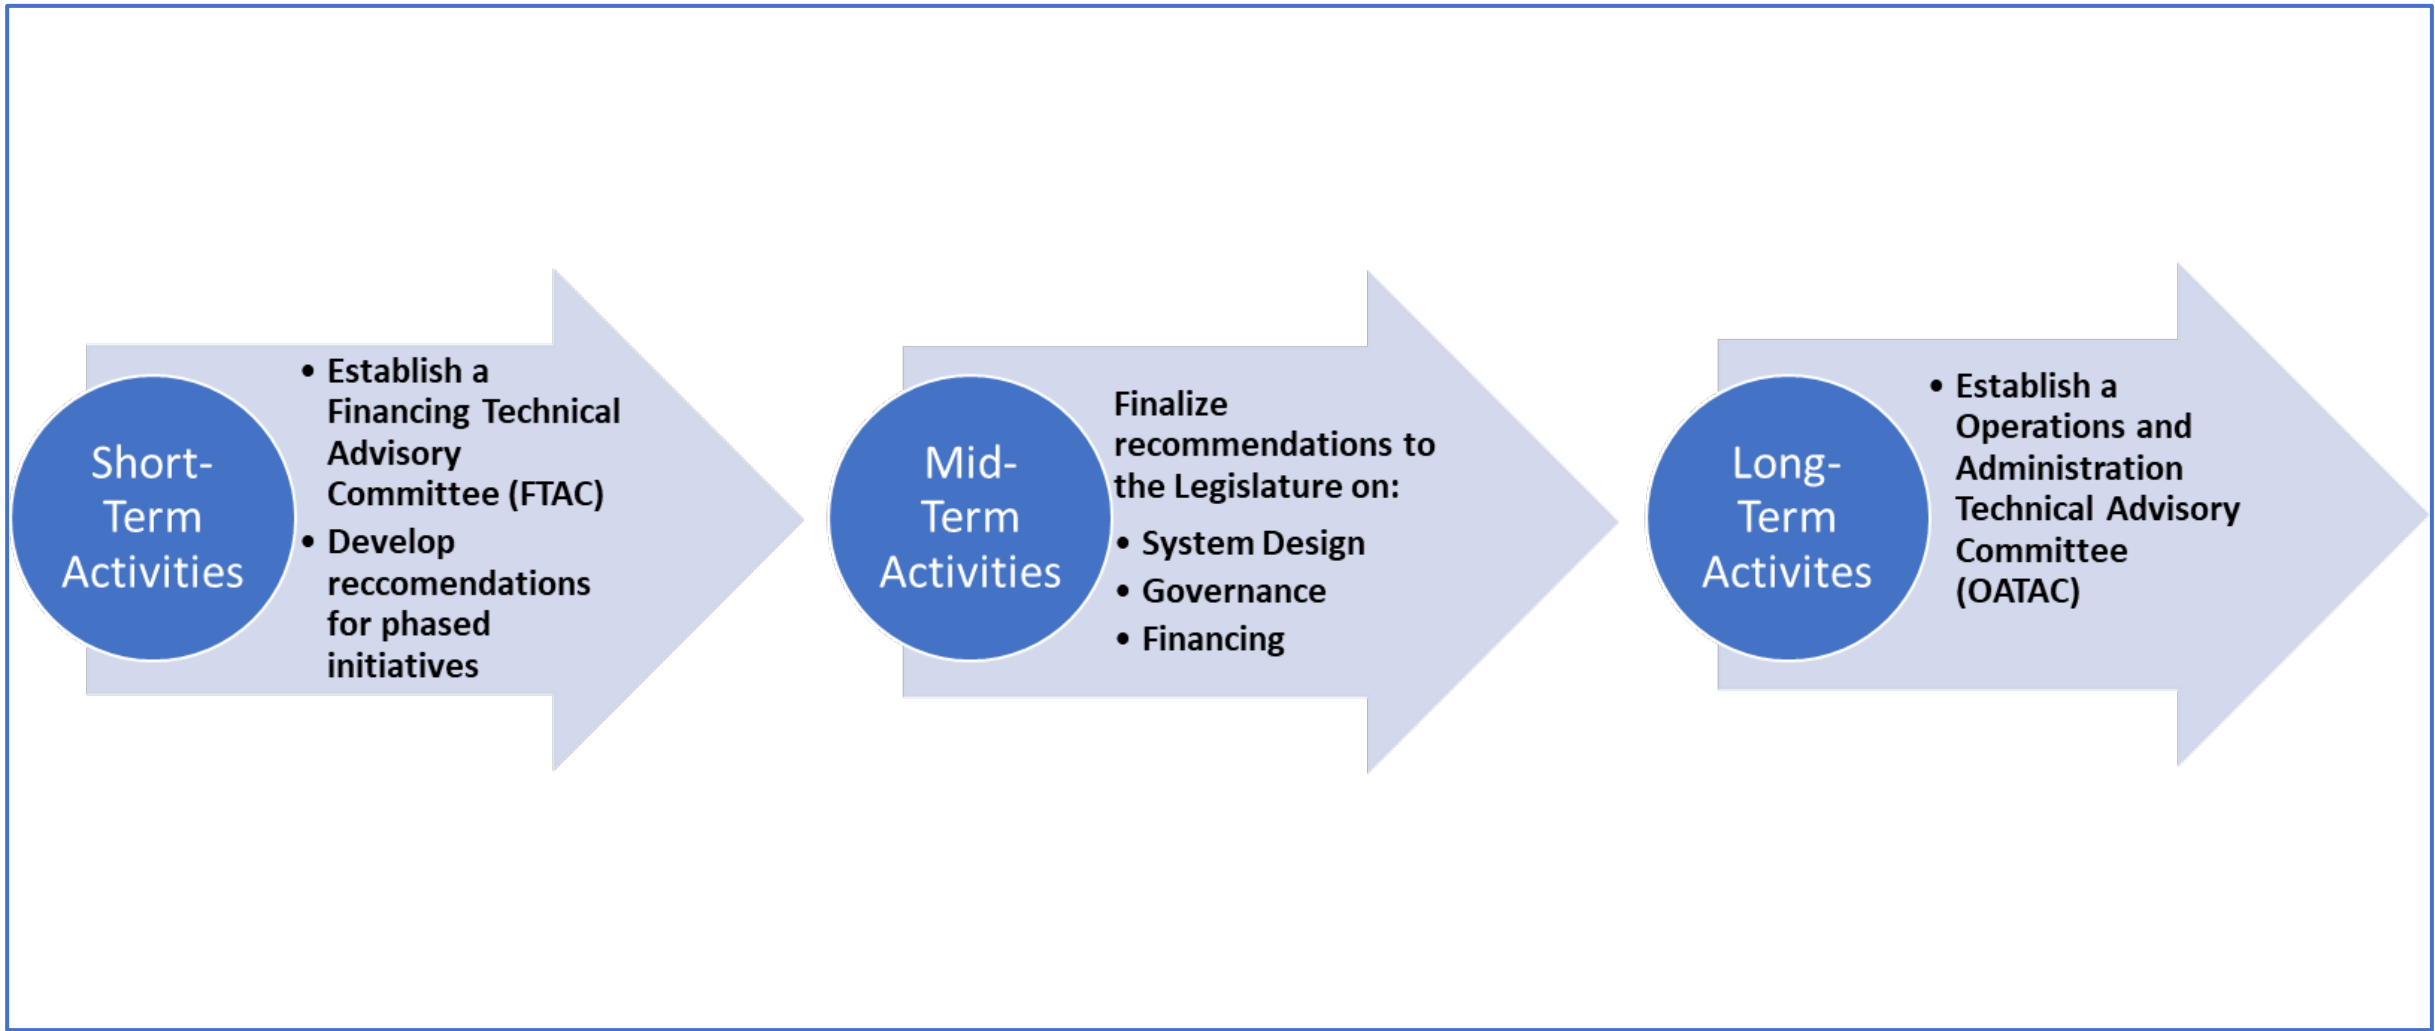 Short-
Term
Activities
• Establish a
Financing Technical
Advisory
Committee (FTAC)
• Develop
reccomendations
for phased
initiatives
Mid-
Term
Activities
Finalize
recommendations to
the Legislature on:
• System Design
• Governance
• Financing
Long-
Term
Activites
• Establish a
Operations and
Administration
Technical Advisory
Committee
(OATAC)